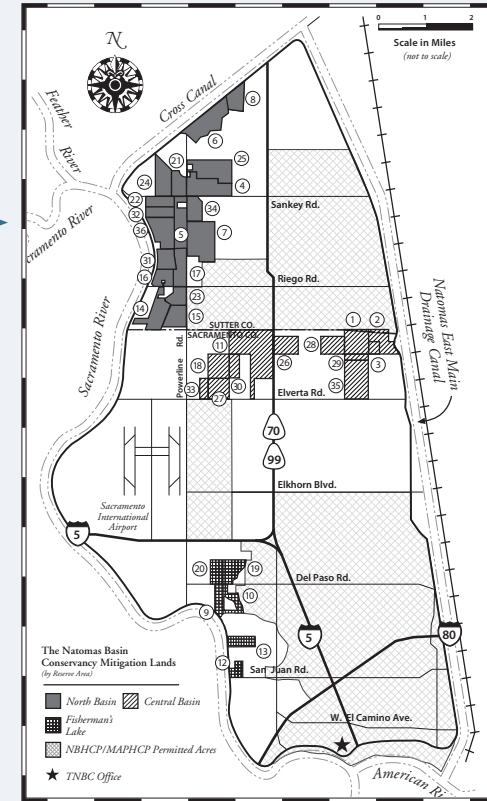 0 1 2
Scale in Miles
(not to scale)
N
Feather
River
Cross Canal
8
6
21
25
24
4
22
Sankey Rd.
32
34
36
5
7
Sacramento River
31
17
Riego Rd.
16
23
14
15
Natomas East Main
Drainage Canal
SUTTER CO.
SACRAMENTO CO.
1
2
11
28
18
26
29
3
Powerline Rd.
33
30
35
27
Elverta Rd.
Sacramento River
70
99
Elkhorn Blvd.
Sacramento
International
Airport
5
20
19
Del Paso Rd.
10
9
5
80
13
12
San Juan Rd.
The Natomas Basin
Conservancy Mitigation Lands
(by Reserve Area)
North Basin
Central Basin
Fisherman's
Lake
W. El Camino Ave.
NBHCP/MAPHCP Permitted Acres
TNBC Office
American